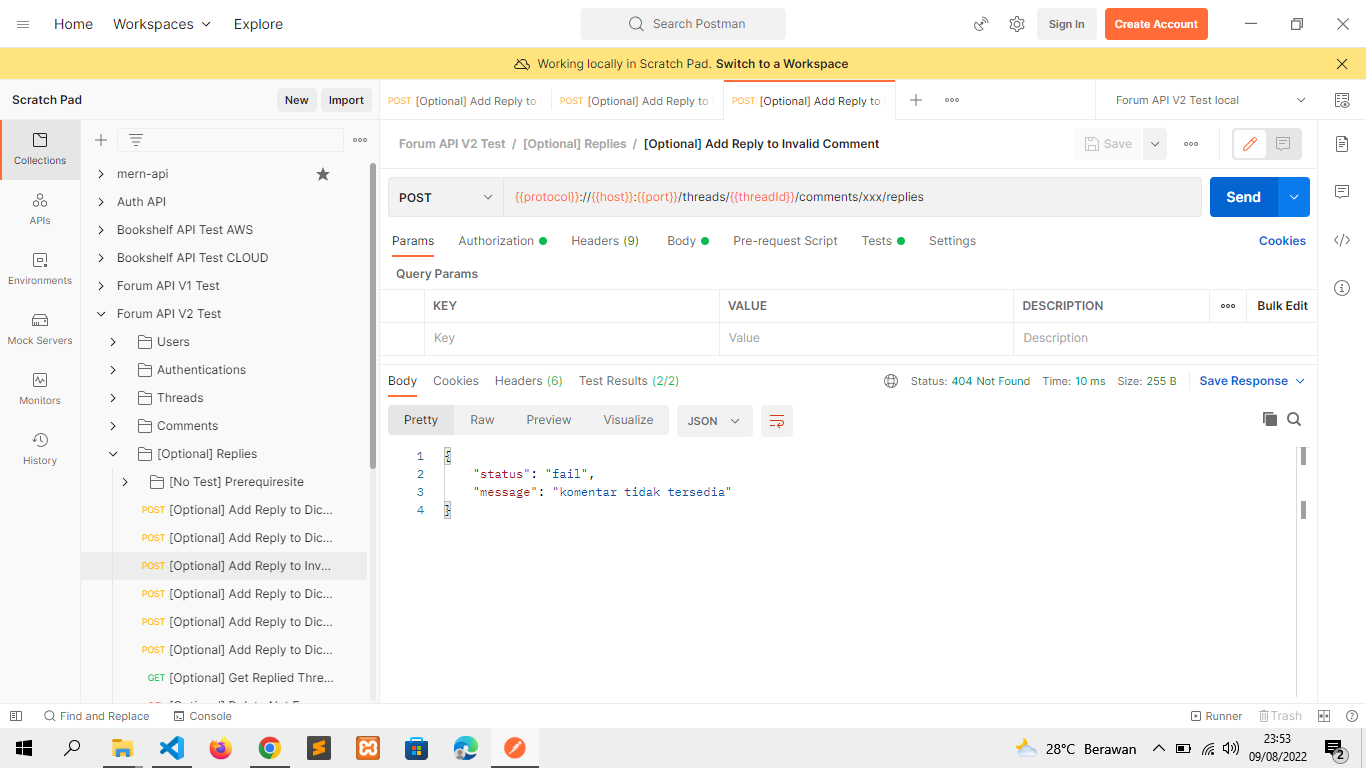 Home Workspaces Explore Search Postman Sign In Create Account
Working locally in Scratch Pad. Switch to a Workspace
Scratch Pad New Import
POST [Optional] Add Reply to POST [Optional] Add Reply to POST [Optional] Add Reply to Forum API V2 Test local
Collections
APIs
Environments
Mock Servers
Monitors
History
mern-api
Auth API
Bookshelf API Test AWS
Bookshelf API Test CLOUD
Forum API V1 Test
Forum API V2 Test
Users
Authentications
Threads
Comments
[Optional] Replies
[No Test] Prerequiresite
POST [Optional] Add Reply to Dic...
POST [Optional] Add Reply to Dic...
POST [Optional] Add Reply to Inv...
POST [Optional] Add Reply to Dic...
POST [Optional] Add Reply to Dic...
POST [Optional] Add Reply to Dic...
GET [Optional] Get Replied Thre...
Forum API V2 Test / [Optional] Replies / [Optional] Add Reply to Invalid Comment Save
POST {{protocol}}://{{host}}:{{port}}/threads/{{threadId}}/comments/xxx/replies Send
Params Authorization Headers (9) Body Pre-request Script Tests Settings Cookies
Query Params
KEY VALUE DESCRIPTION Bulk Edit
Key Value Description
Body Cookies Headers (6) Test Results (2/2) Status: 404 Not Found Time: 10 ms Size: 255 B Save Response
Pretty Raw Preview Visualize JSON
1 {
2 "status": "fail",
3 "message": "komentar tidak tersedia"
4 }
Find and Replace Console Runner Trash
28°C Berawan 23:53
09/08/2022 2